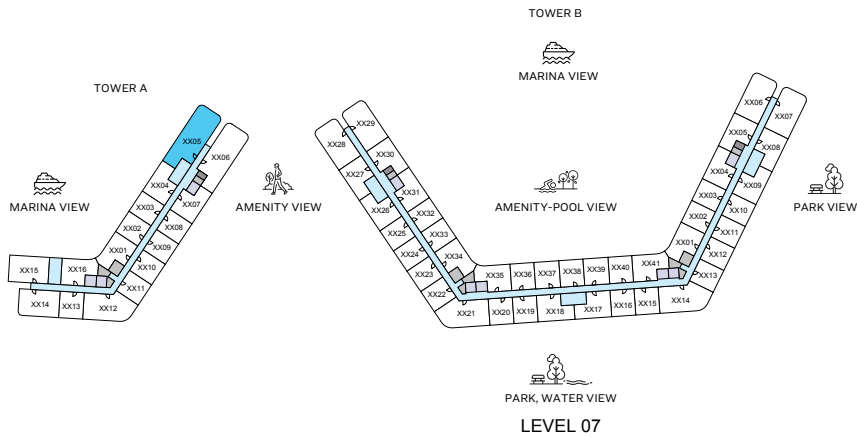 TOWER B
MARINA VIEW
TOWER A
XX05
XX06
XX04
XX07
XX03
XX08
XX02
XX09
XX01
XX10
XX11
XX16
XX15
XX14
XX13
XX12
MARINA VIEW
AMENITY VIEW
XX29
XX28
XX30
XX27
XX31
XX26
XX32
XX25
XX33
XX24
XX34
XX23
XX22
XX21
XX35
XX36
XX37
XX38
XX39
XX40
XX41
XX20
XX19
XX18
XX17
XX16
XX15
XX14
XX06
XX07
XX05
XX08
XX04
XX09
XX03
XX10
XX02
XX11
XX01
XX12
XX13
AMENITY-POOL VIEW
PARK VIEW
PARK, WATER VIEW
LEVEL 07